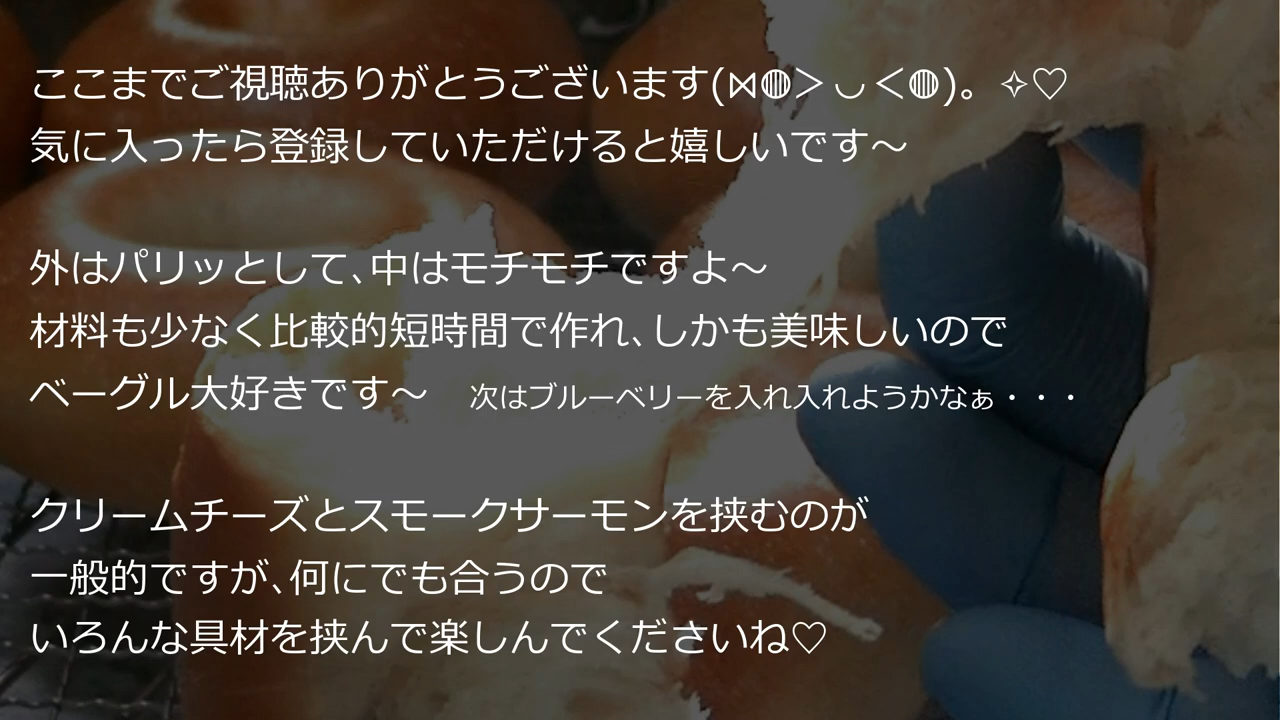 ここまでご視聴ありがとうございます(⋈◍＞◡＜◍)。✧♡
気に入ったら登録していただけると嬉しいです～
外はパリッとして、中はモチモチですよ～
材料も少なく比較的短時間で作れ、しかも美味しいので
ベーグル大好きです～　次はブルーベリーを入れ入れようかなぁ・・・
クリームチーズとスモークサーモンを挟むのが
一般的ですが、何にでも合うので
いろんな具材を挟んで楽しんでくださいね♡